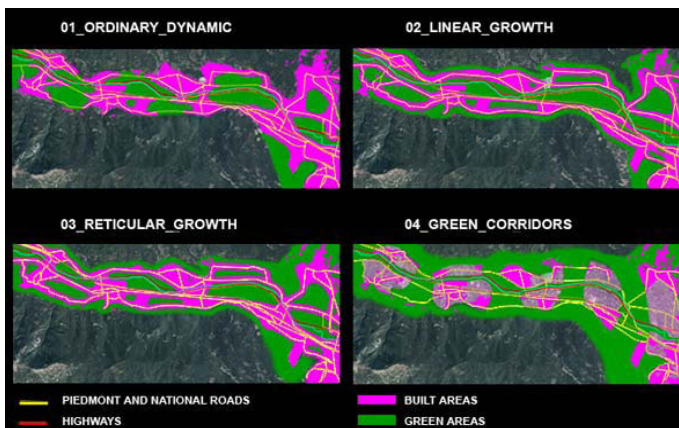 01_ORDINARY_DYNAMIC
02_LINEAR_GROWTH
03_RETICULAR_GROWTH
04_GREEN_CORRIDORS
PIEDMONT AND NATIONAL ROADS
BUILT AREAS
HIGHWAYS
GREEN AREAS